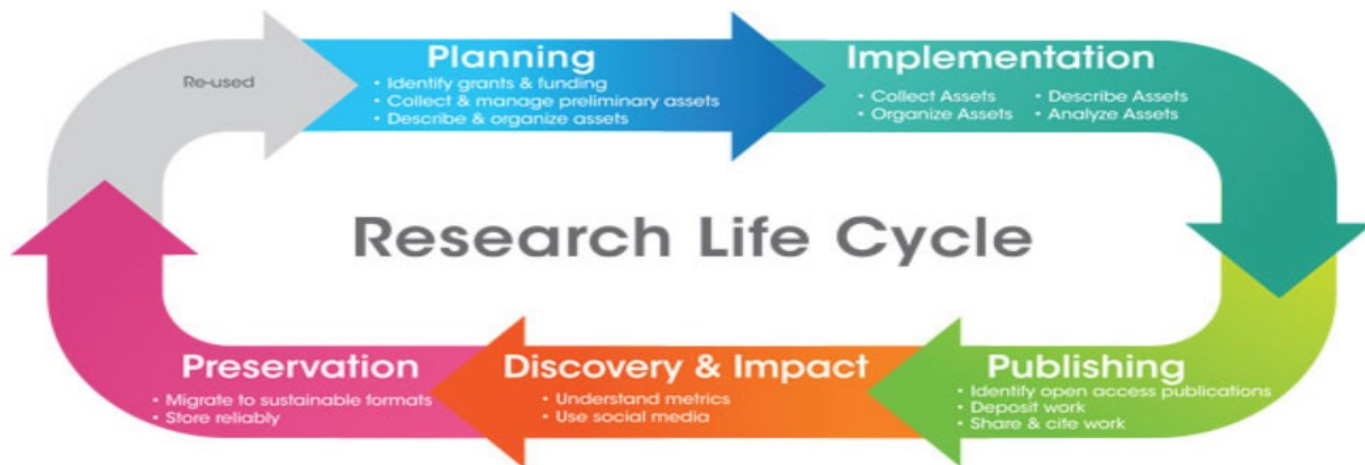 Re-used
Planning
• Identify grants & funding
• Collect & manage preliminary assets
• Describe & organize assets
Implementation
• Collect Assets • Describe Assets
• Organize Assets • Analyze Assets
Research Life Cycle
Preservation
• Migrate to sustainable formats
• Store reliably
Discovery & Impact
• Understand metrics
• Use social media
Publishing
• Identify open access publications
• Deposit work
• Share & cite work